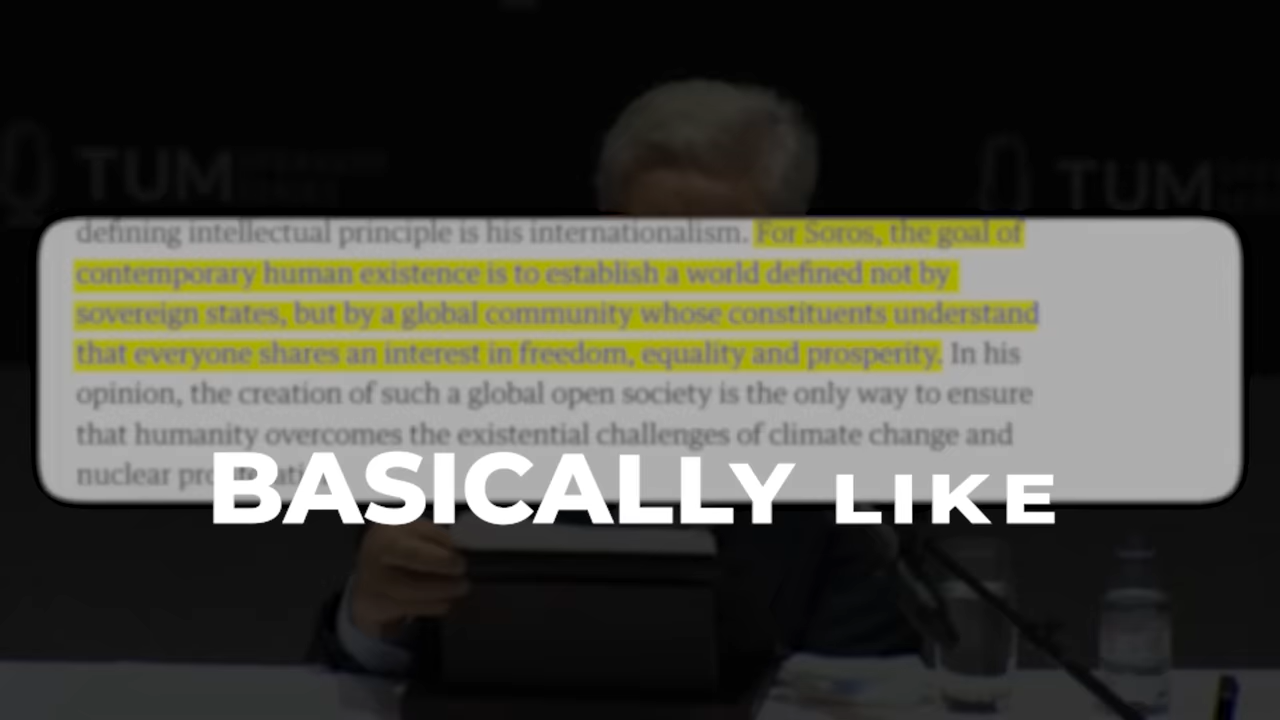 TUM
TUM
defining intellectual principle is his internationalism. For Soros, the goal of
contemporary human existence is to establish a world defined not by
sovereign states, but by a global community whose constituents understand
that everyone shares an interest in freedom, equality and prosperity. In his
opinion, the creation of such a global open society is the only way to ensure
that humanity overcomes the existential challenges of climate change and
nuclear
BASICALLY LIKE